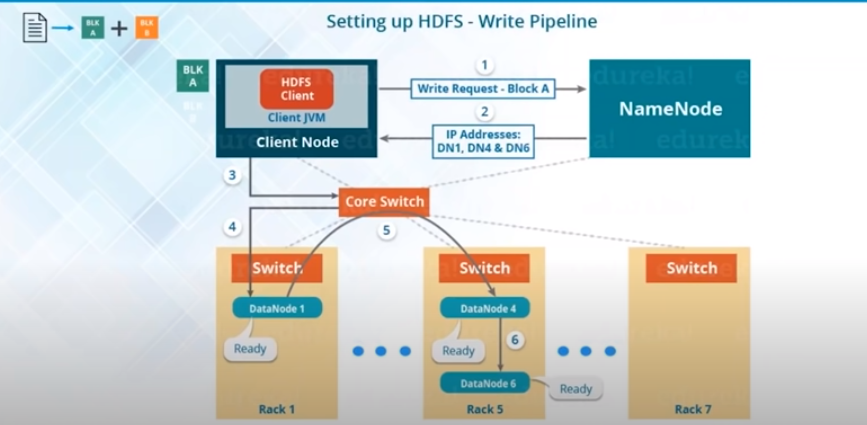 Setting up HDFS - Write Pipeline
BLK
A
+
BLK
B
BLK
A
HDFS
Client
Client JVM
Client Node
1
Write Request - Block A
2
IP Addresses:
DN1, DN4 & DN6
NameNode
edureka!
3
Core Switch
4
5
Switch
Switch
Switch
DataNode 1
DataNode 4
Ready
Ready
6
DataNode 6
Ready
Rack 1
Rack 5
Rack 7